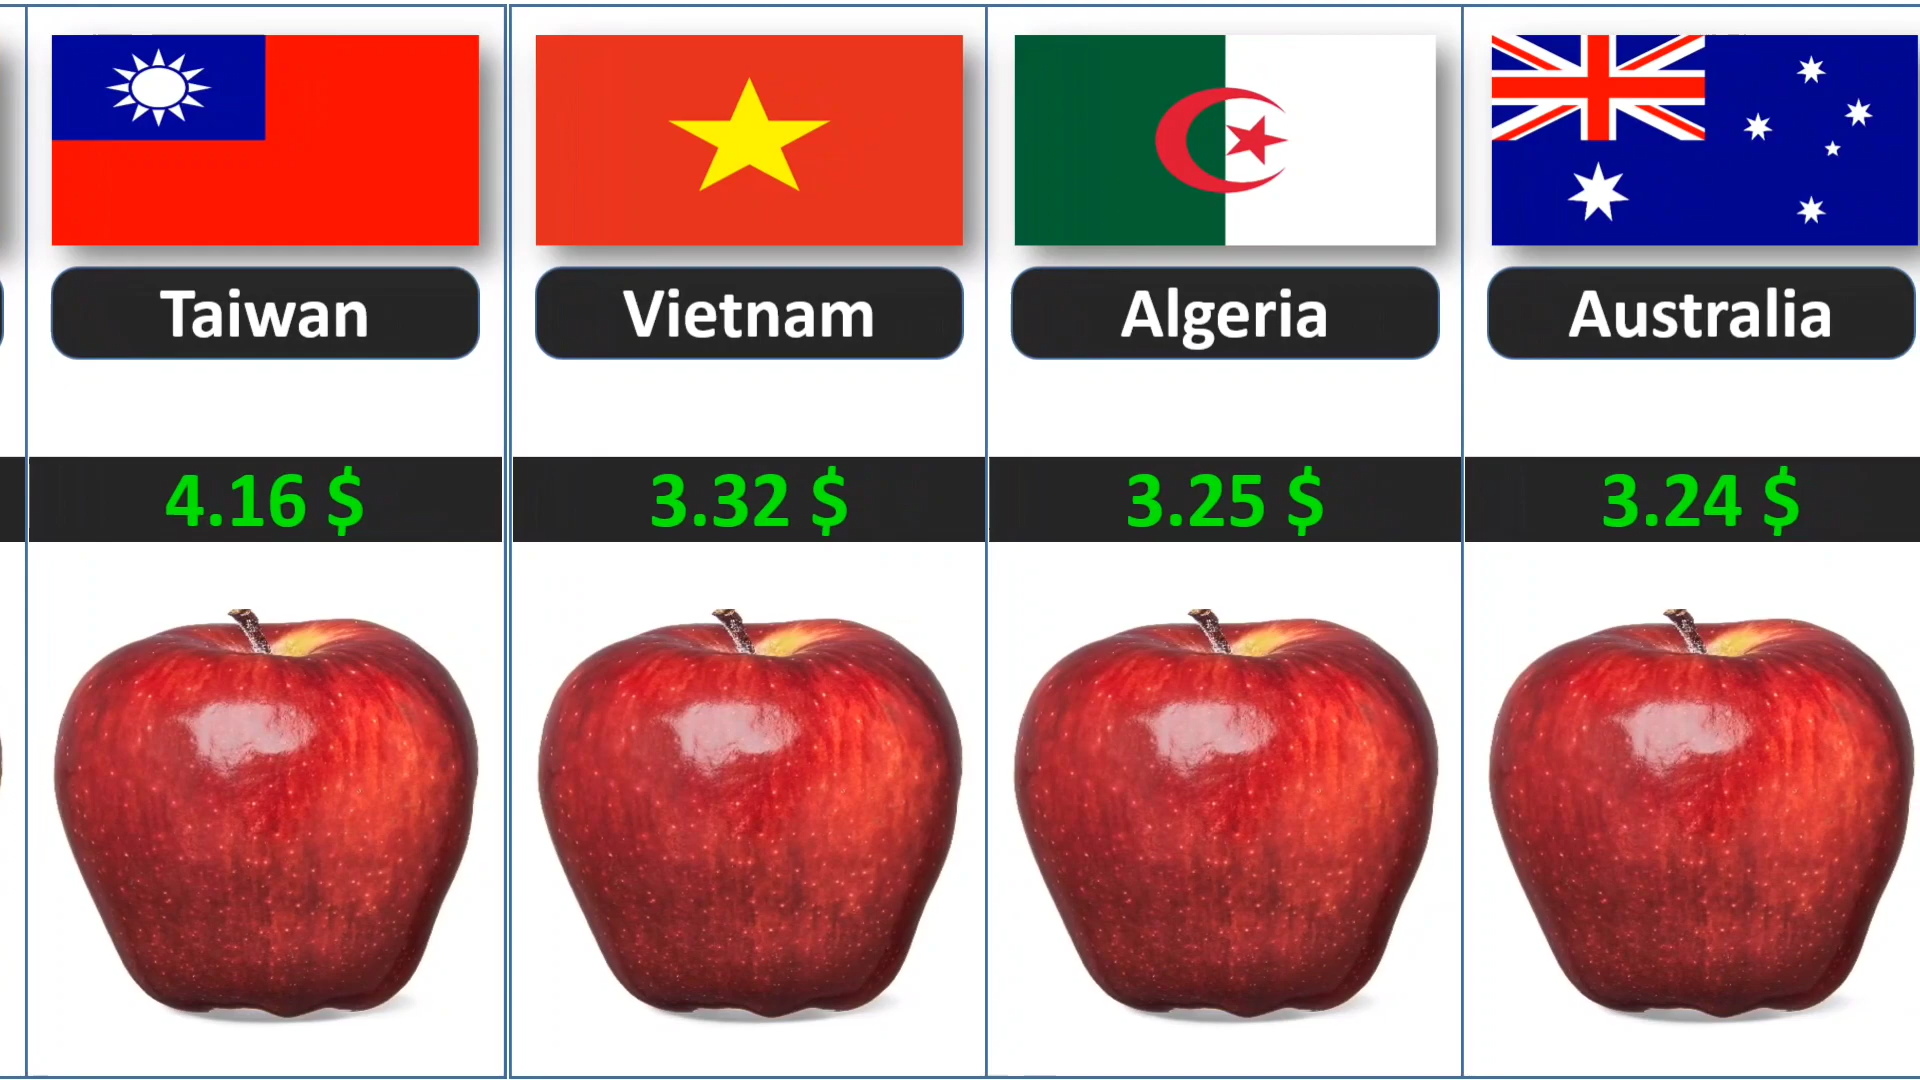 Taiwan
Vietnam
Algeria
Australia
4.16 $
3.32 $
3.25 $
3.24 $